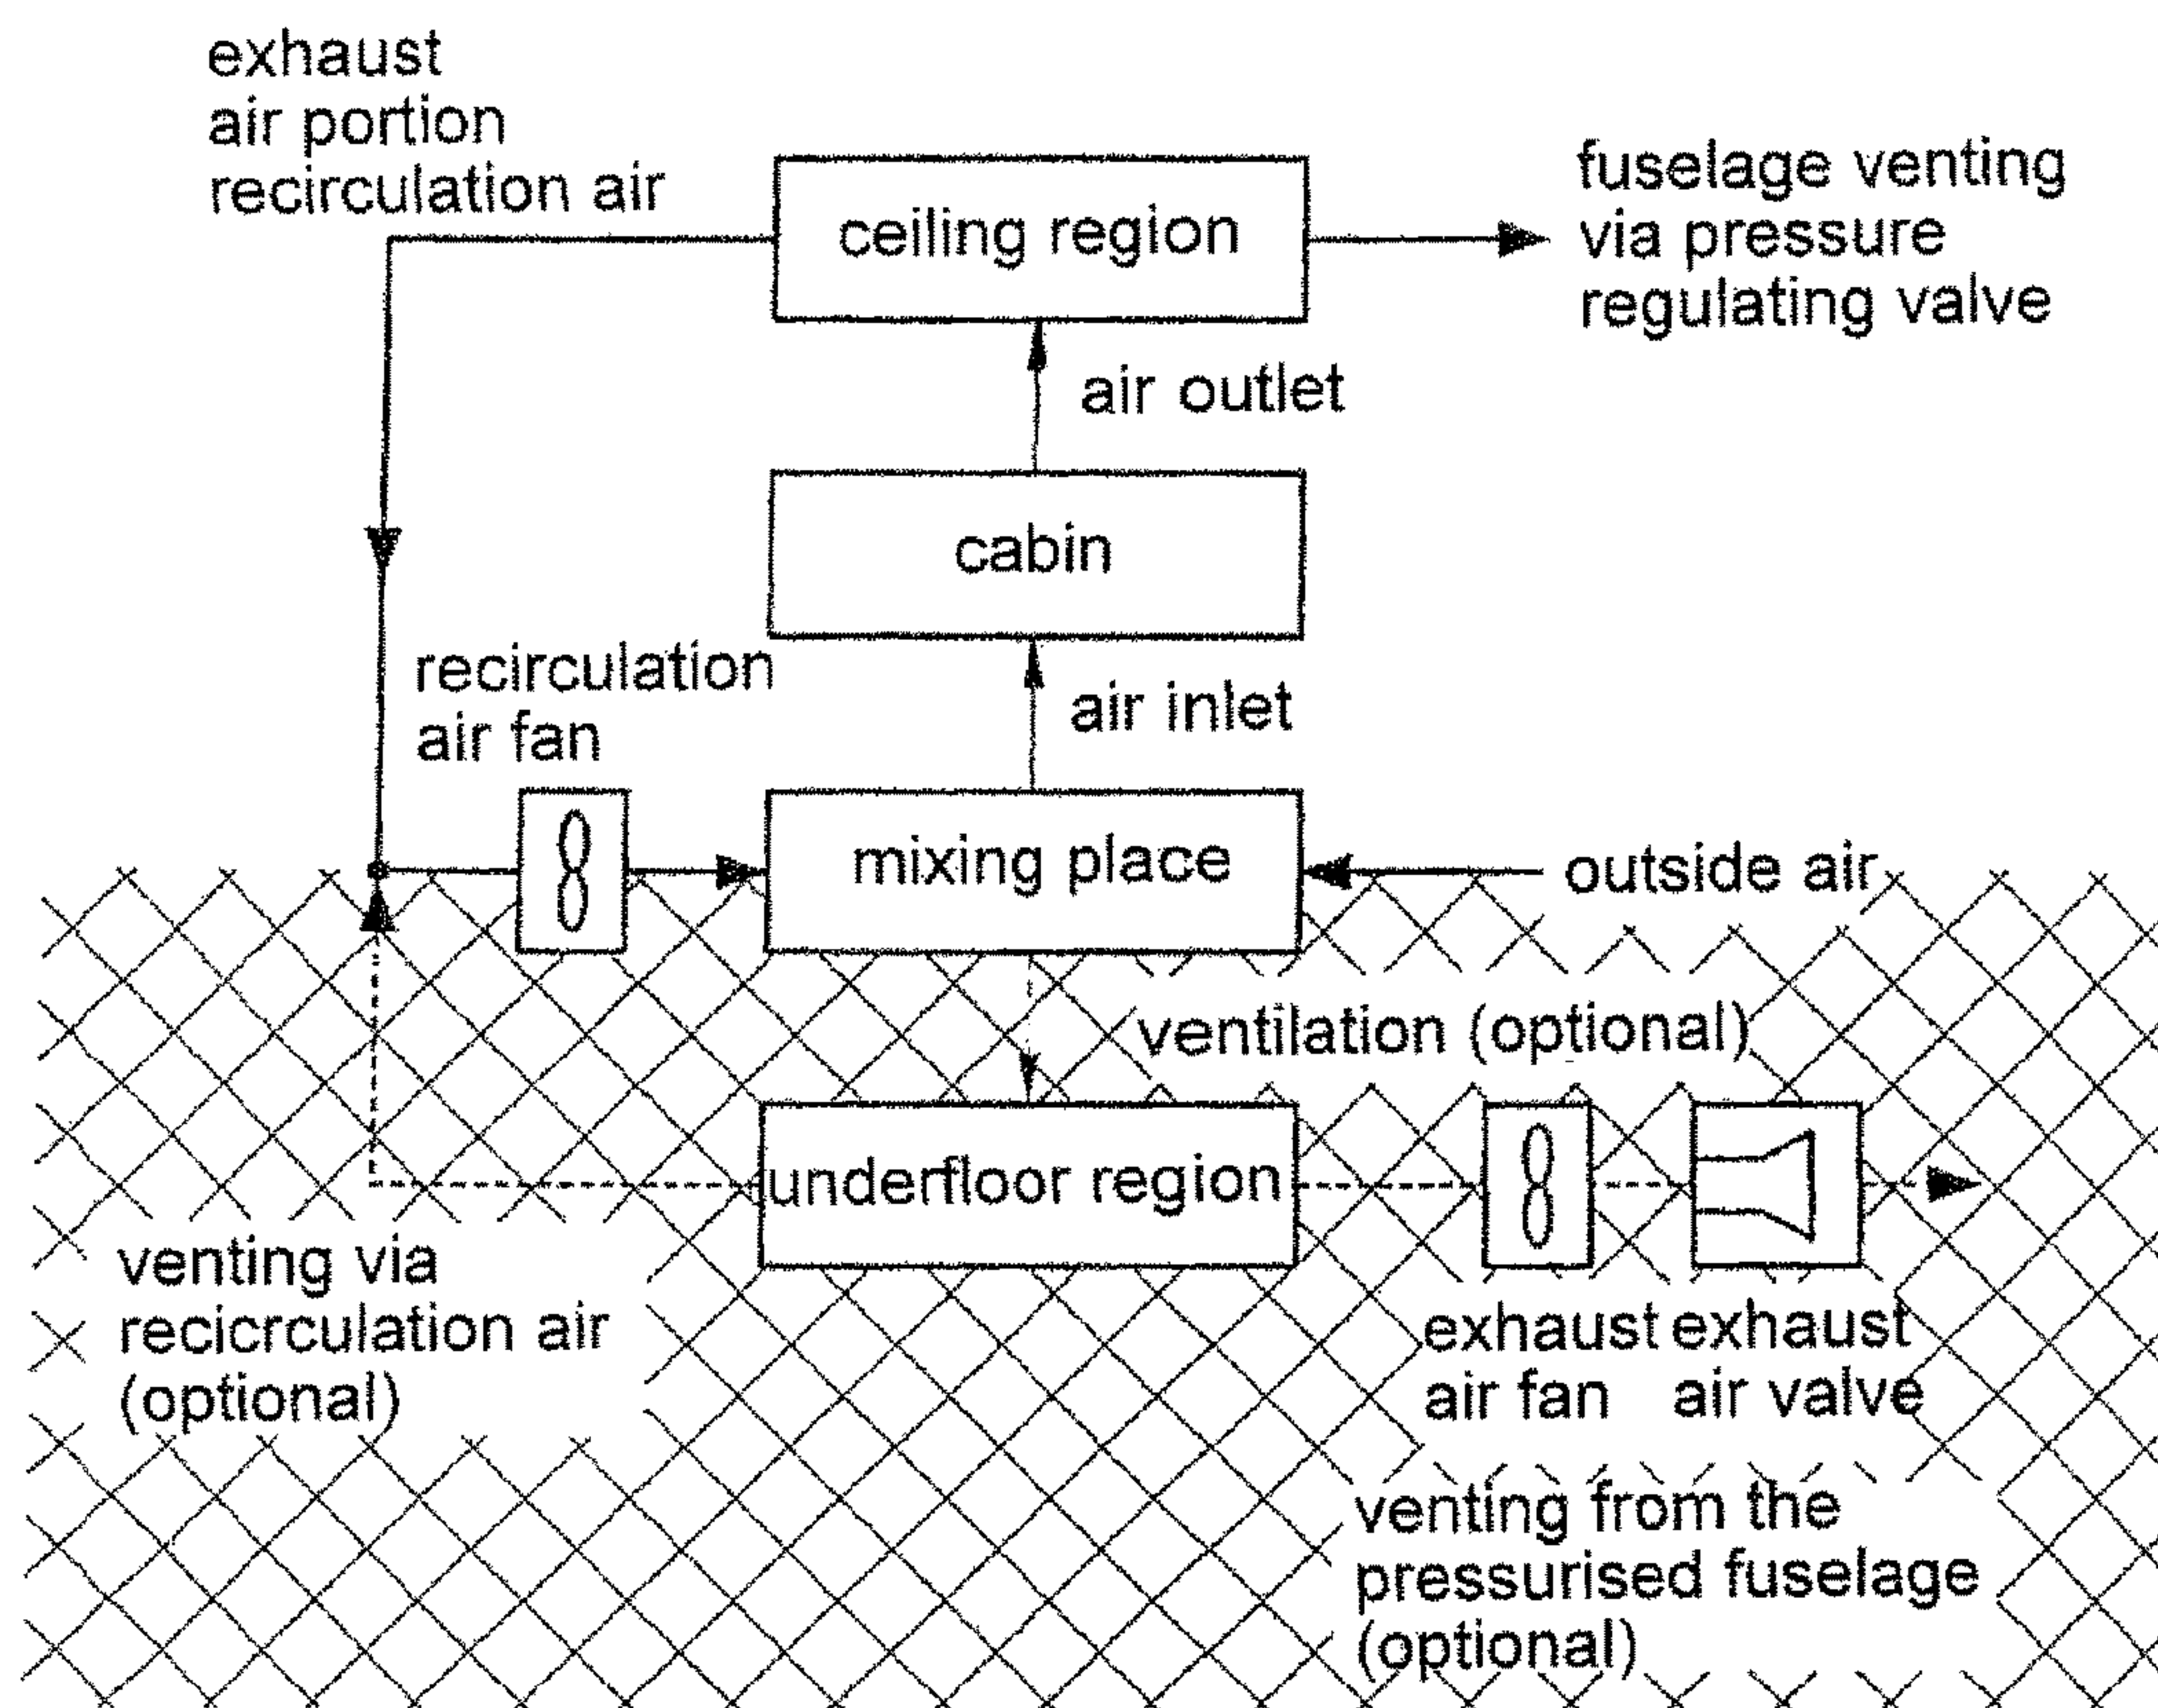 exhaust
air portion
recirculation air
ceiling region
fuselage venting
via pressure
regulating valve
air outlet
cabin
recirculation
air fan
air inlet
mixing place
outside air
ventilation (optional)
underfloor region
venting via
recicrculation air
(optional)
exhaust
air fan
exhaust
air valve
venting from the
pressurised fuselage
(optional)